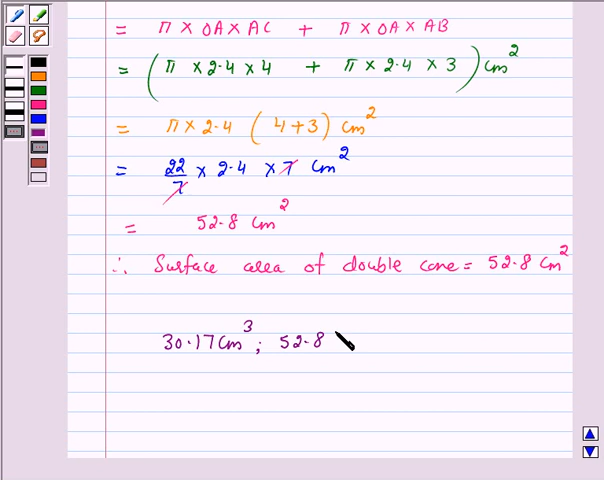 = π × OA × AC + π × OA × AB
= (π × 2.4 × 4 + π × 2.4 × 3) cm²
= π × 2.4 (4+3) cm²
= 22/7 × 2.4 × 7 cm²
= 52.8 cm²
∴ Surface area of double cone = 52.8 cm²
30.17 cm³; 52.8